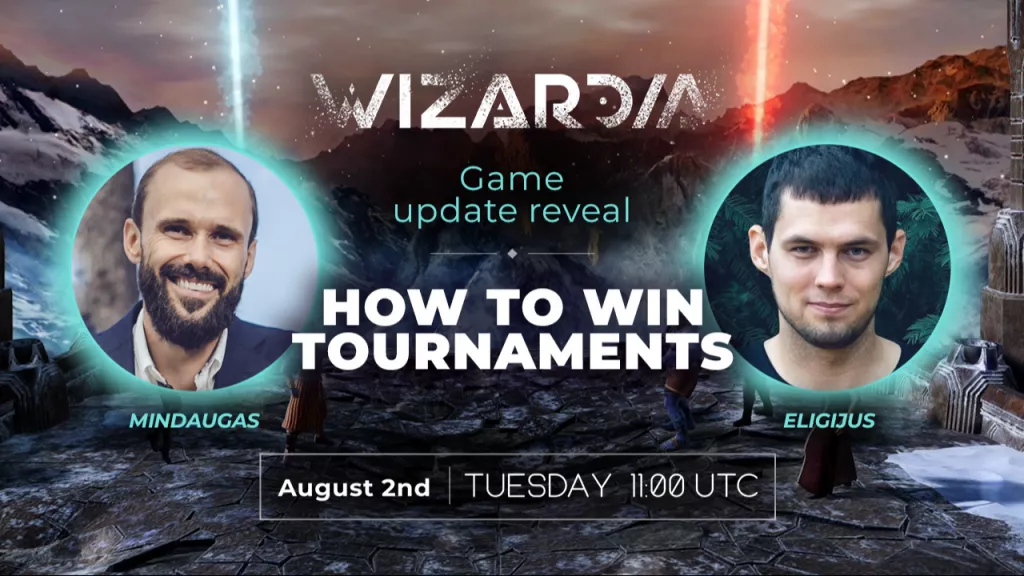 WIZARDIA
Game
update reveal
HOW TO WIN
TOURNAMENTS
MINDAUGAS
ELIGIJUS
August 2nd | TUESDAY 11:00 UTC